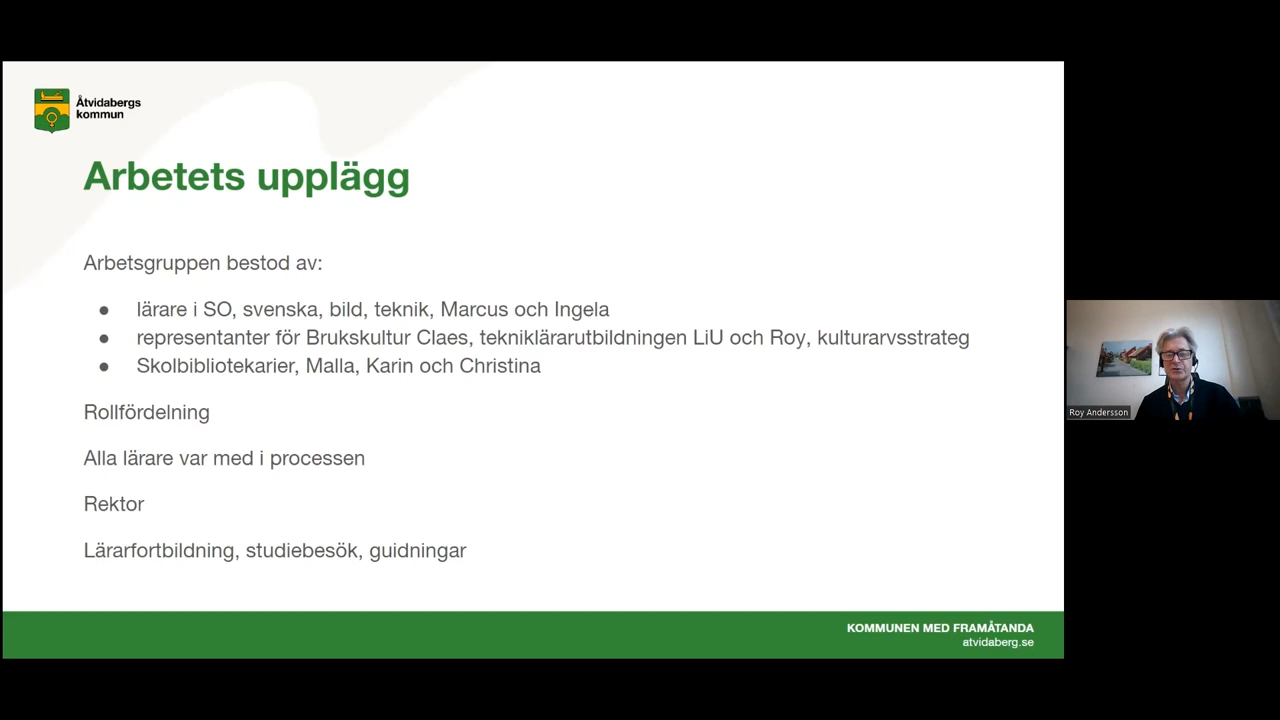 Åtvidabergs
kommun
Arbetets upplägg
Arbetsgruppen bestod av:
● lärare i SO, svenska, bild, teknik, Marcus och Ingela
● representanter för Brukskultur Claes, tekniklärarutbildningen LiU och Roy, kulturarvsstrateg
● Skolbibliotekarier, Malla, Karin och Christina
Rollfördelning
Alla lärare var med i processen
Rektor
Lärarfortbildning, studiebesök, guidningar
KOMMUNEN MED FRAMÅTANDA
atvidaberg.se
Roy Andersson